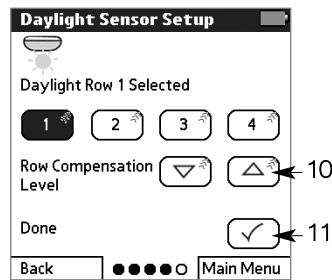 Daylight Sensor Setup
Daylight Row 1 Selected
1 2 3 4
Row Compensation
Level
10
Done
11
Back Main Menu